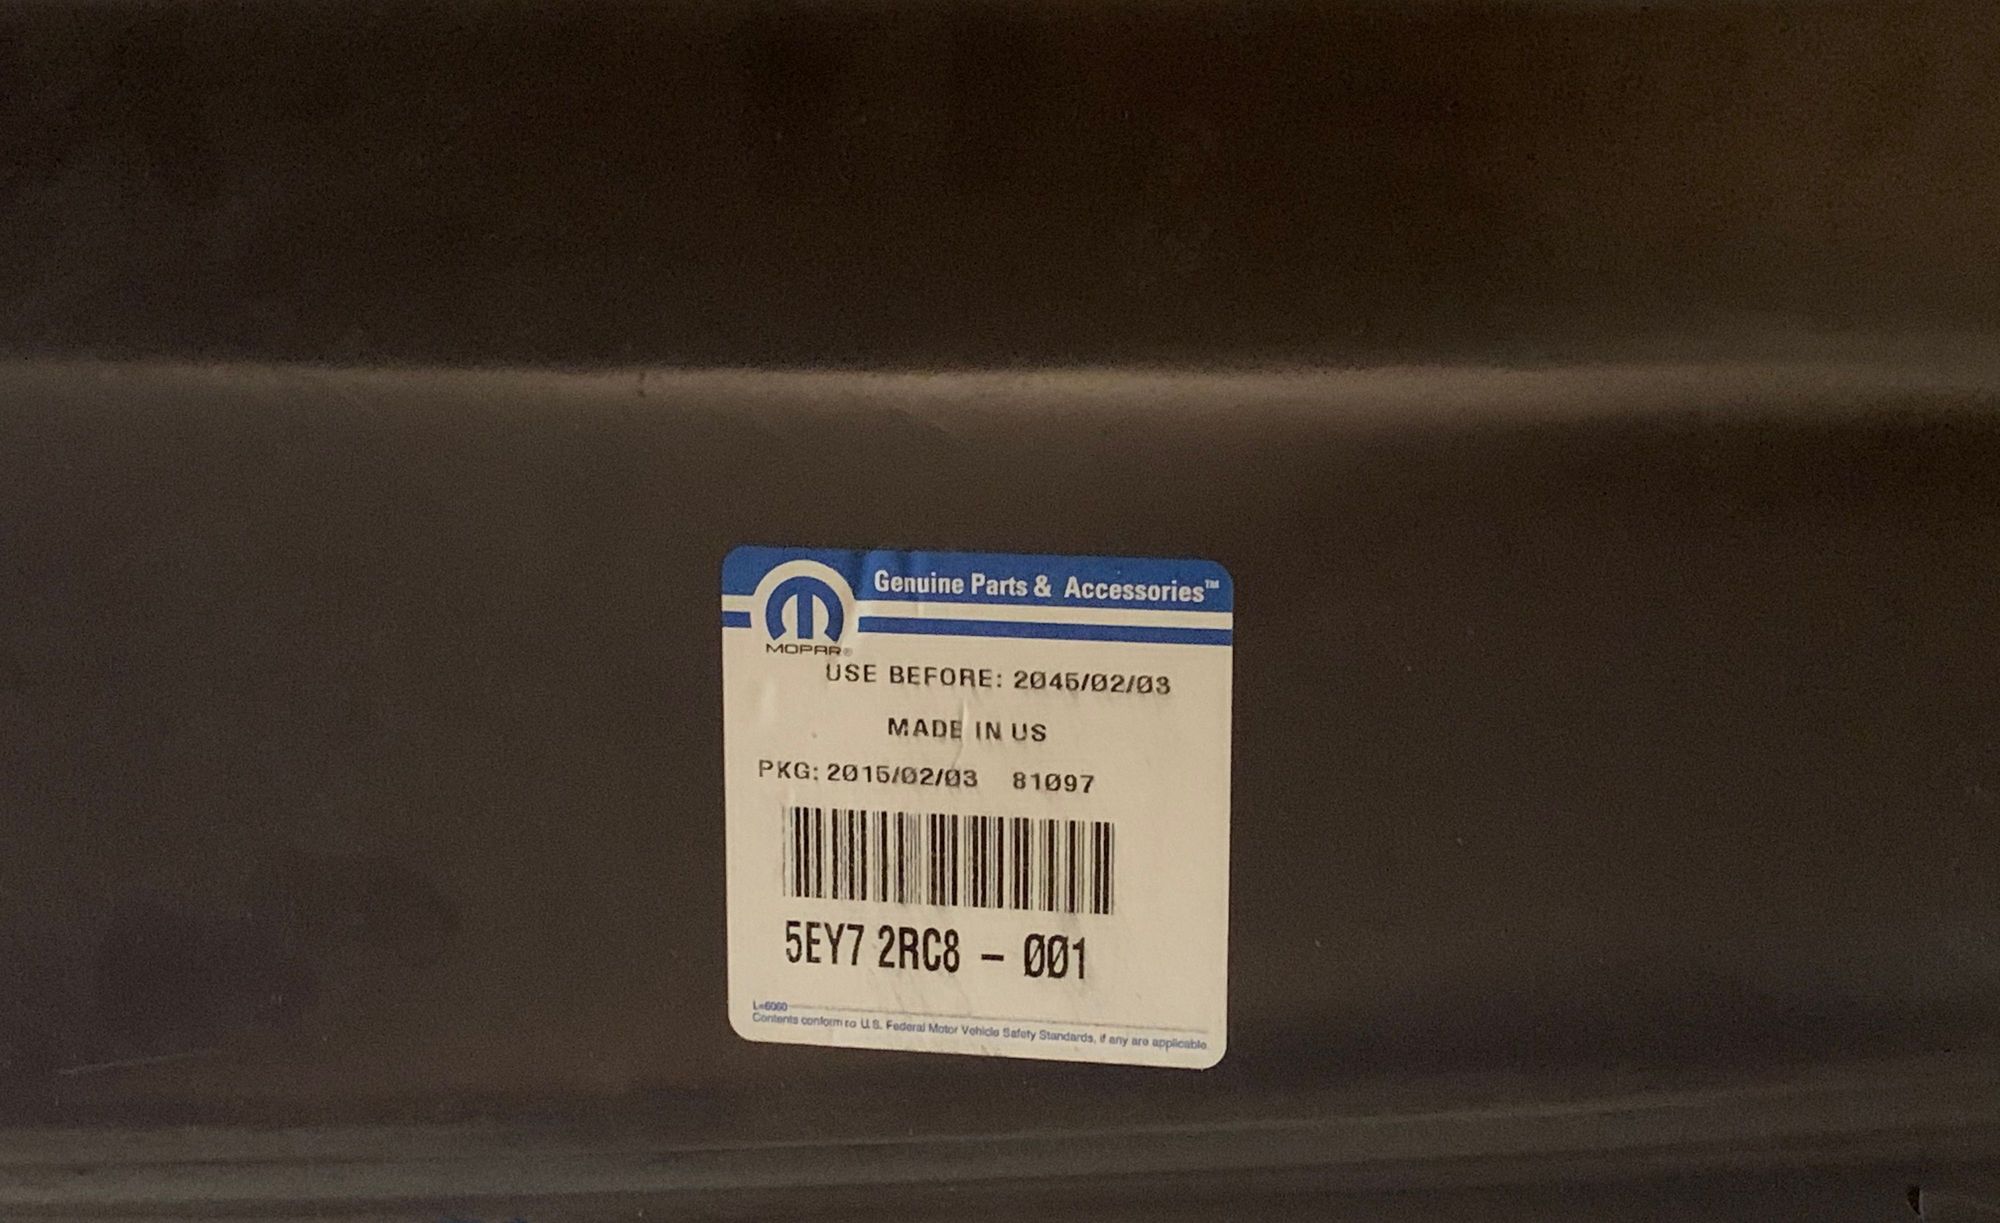 Genuine Parts & Accessories™
MOPAR®
USE BEFORE: 2045/02/03
MADE IN US
PKG: 2015/02/03 81097
5EY7 2RC8 - 001
L-6060
Contents conform to U.S. Federal Motor Vehicle Safety Standards, if any are applicable.